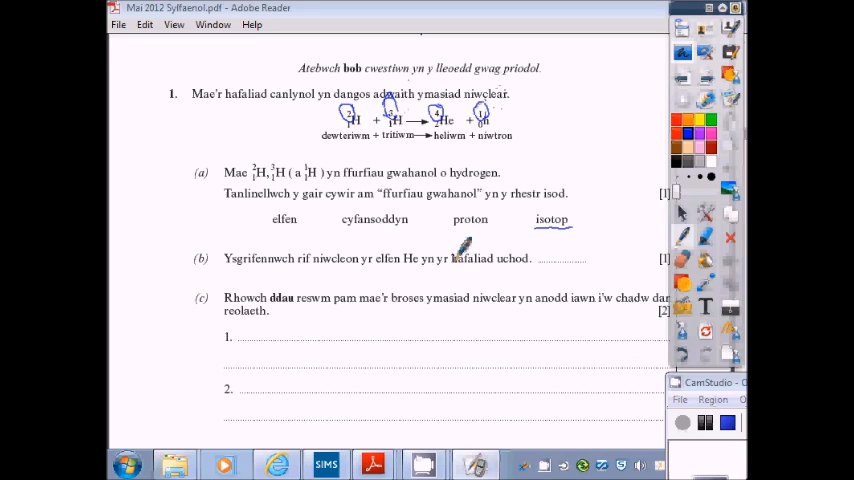 Mai 2012 Sylfaenol.pdf - Adobe Reader
File Edit View Window Help
Atebwch bob cwestiwn yn y lleoedd gwag priodol.
1. Mae'r hafaliad canlynol yn dangos adwaith ymasiad niwclear.
²₁H + ³₁H → ⁴₂He + ¹₀n
dewteriwm + tritiwm → heliwm + niwtron
(a) Mae ²₁H, ³₁H ( a ¹₁H ) yn ffurfiau gwahanol o hydrogen.
Tanlinellwch y gair cywir am “ffurfiau gwahanol” yn y rhestr isod. [1]
elfen cyfansoddyn proton isotop
(b) Ysgrifennwch rif niwcleon yr elfen He yn yr hafaliad uchod. .................... [1]
(c) Rhowch ddau reswm pam mae'r broses ymasiad niwclear yn anodd iawn i'w chadw dan
reolaeth. [2]
1.
2.
CamStudio - O
File Region O
SIMS